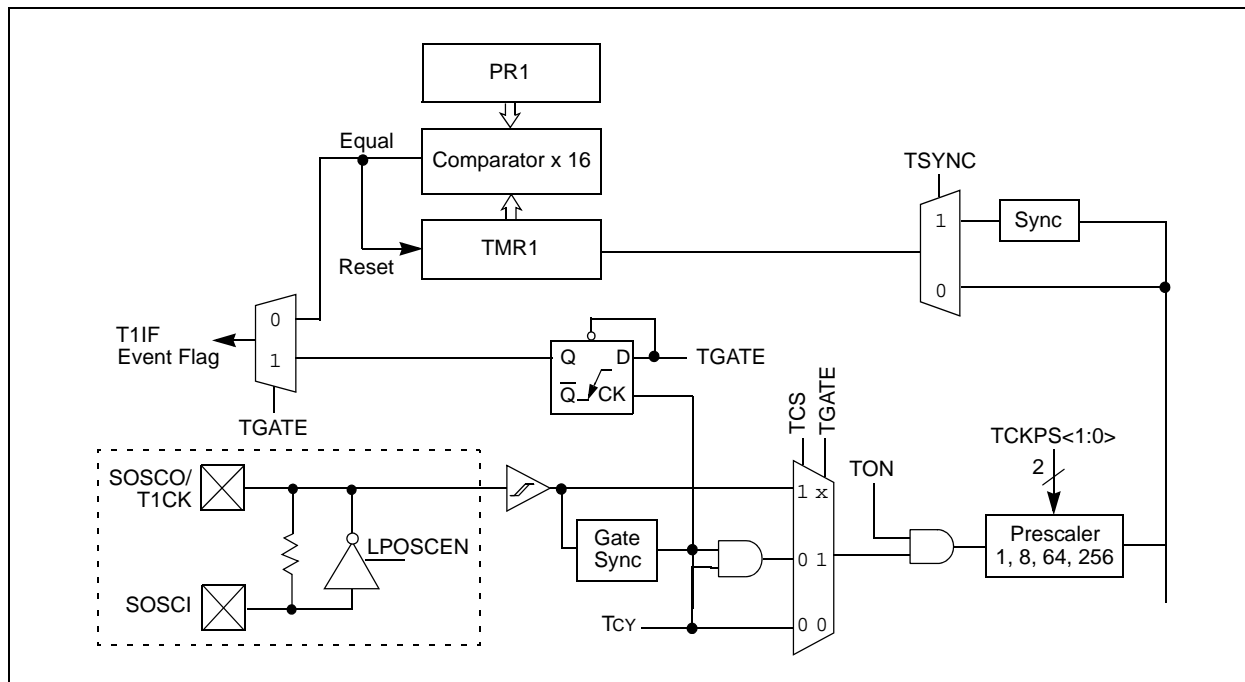 PR1
Equal
Comparator x 16
TSYNC
1
Sync
TMR1
Reset
0
0
T1IF
Event Flag
1
Q
D
TGATE
Q̅
CK
TGATE
TCS
TGATE
TCKPS<1:0>
2
SOSCO/
T1CK
TON
1 x
LPOSCEN
Gate
Sync
0 1
Prescaler
1, 8, 64, 256
SOSCI
TCY
0 0